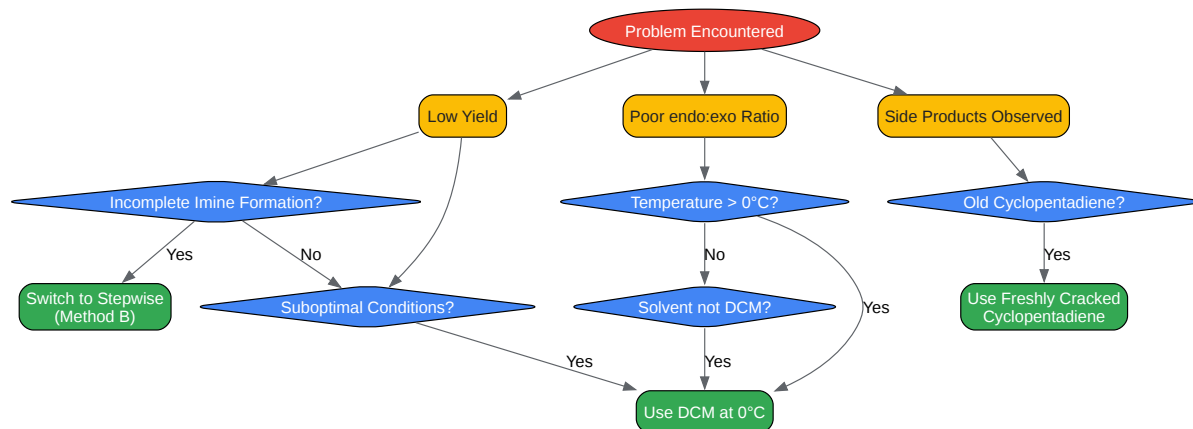 Problem Encountered
Low Yield
Poor endo:exo Ratio
Side Products Observed
Incomplete Imine Formation?
Temperature > 0°C?
Old Cyclopentadiene?
Yes
No
No
Yes
Switch to Stepwise
(Method B)
Suboptimal Conditions?
Solvent not DCM?
Yes
Use Freshly Cracked
Cyclopentadiene
Yes
Yes
Use DCM at 0°C